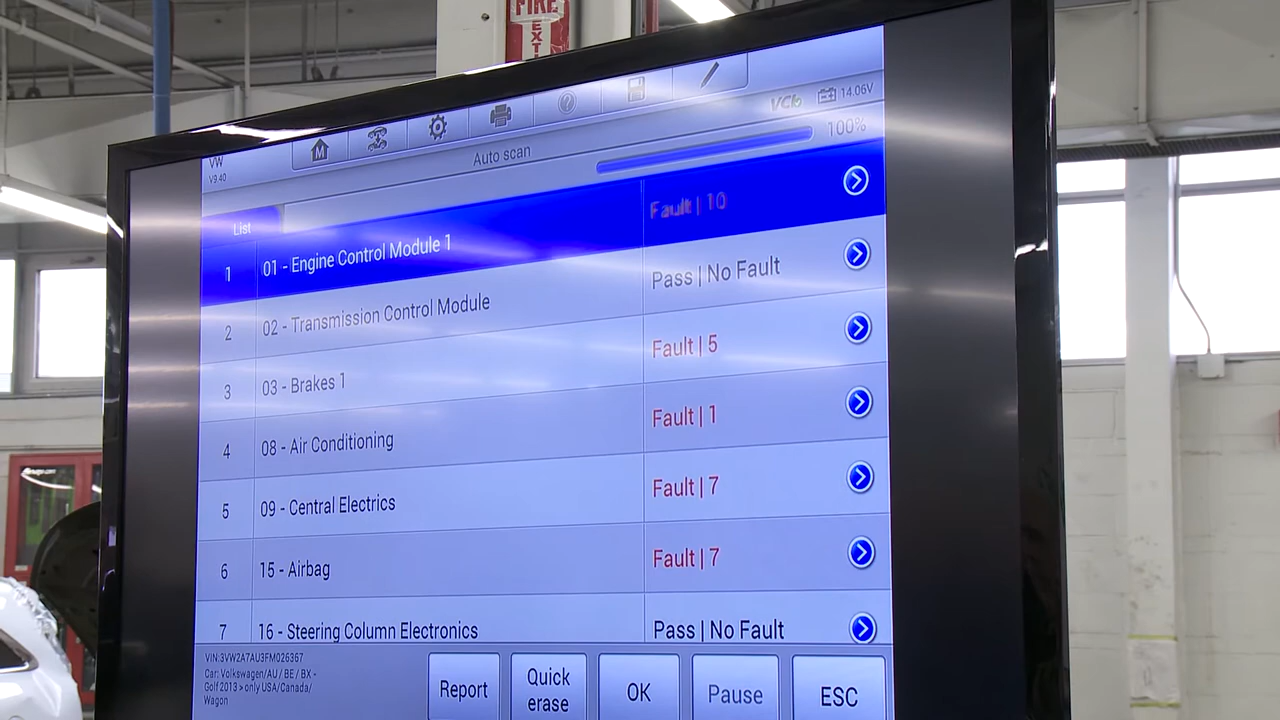 FIRE
EXTI
VW
V9.40
M
?
VCI
14.06V
Auto scan
100%
List
1
01 - Engine Control Module 1
Fault | 10
2
02 - Transmission Control Module
Pass | No Fault
3
03 - Brakes 1
Fault | 5
4
08 - Air Conditioning
Fault | 1
5
09 - Central Electrics
Fault | 7
6
15 - Airbag
Fault | 7
7
16 - Steering Column Electronics
Pass | No Fault
VIN:3VW2A7AU3FM026367
Car: Volkswagen/AU / BE / BX -
Golf 2013 > only USA/Canada/
Wagon
Report
Quick
erase
OK
Pause
ESC